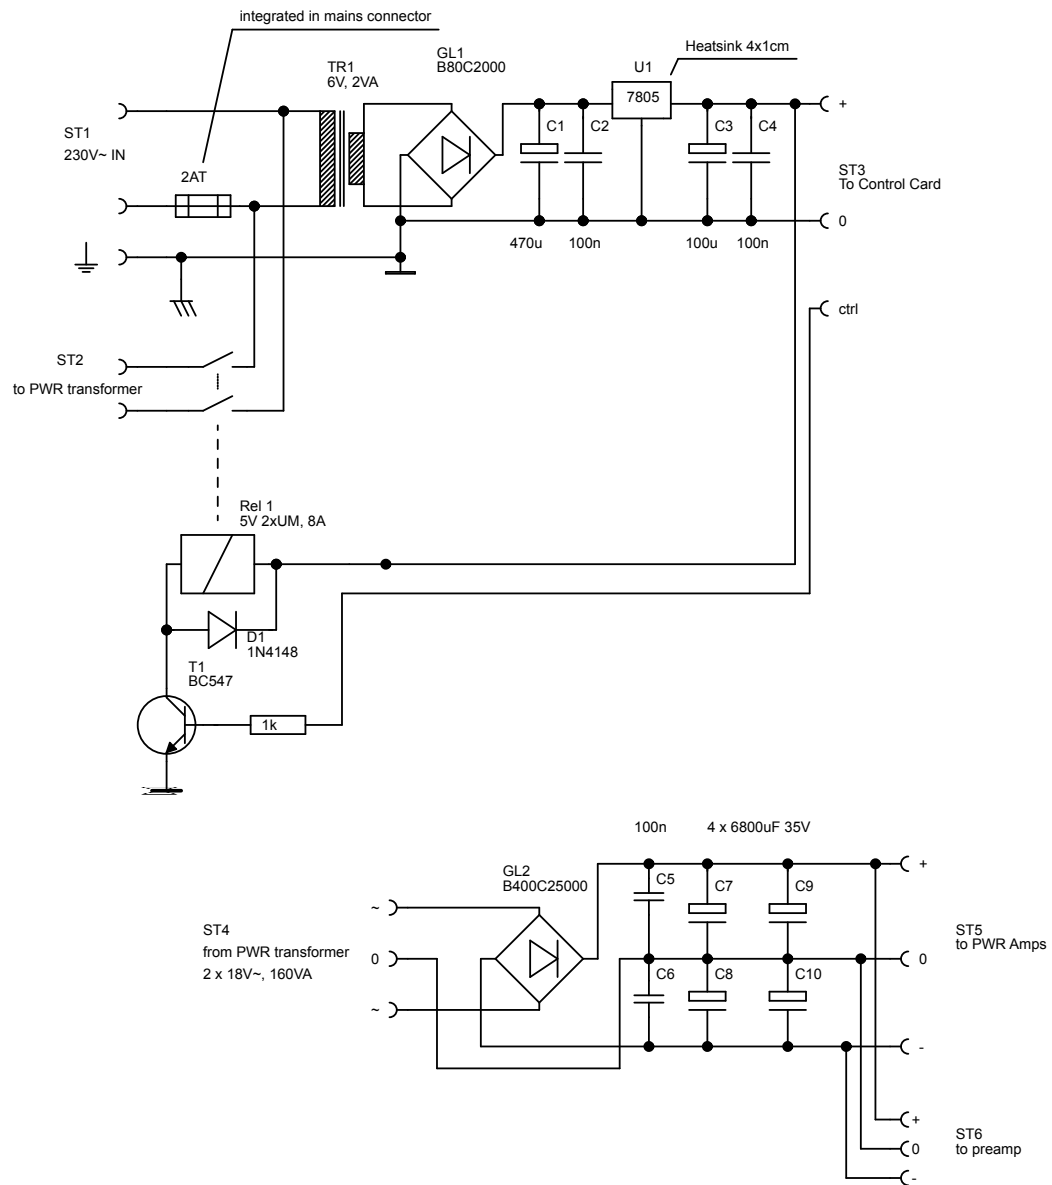 integrated in mains connector
Heatsink 4x1cm
GL1
B80C2000
TR1
6V, 2VA
U1
7805
+
C1
C2
C3
C4
ST1
230V~ IN
2AT
ST3
To Control Card
0
470u
100n
100u
100n
ctrl
ST2
to PWR transformer
Rel 1
5V 2xUM, 8A
D1
1N4148
T1
BC547
1k
100n
4 x 6800uF 35V
GL2
B400C25000
C5
C7
C9
+
~
ST4
from PWR transformer
2 x 18V~, 160VA
0
~
C6
C8
C10
ST5
to PWR Amps
0
-
+
ST6
to preamp
0
-